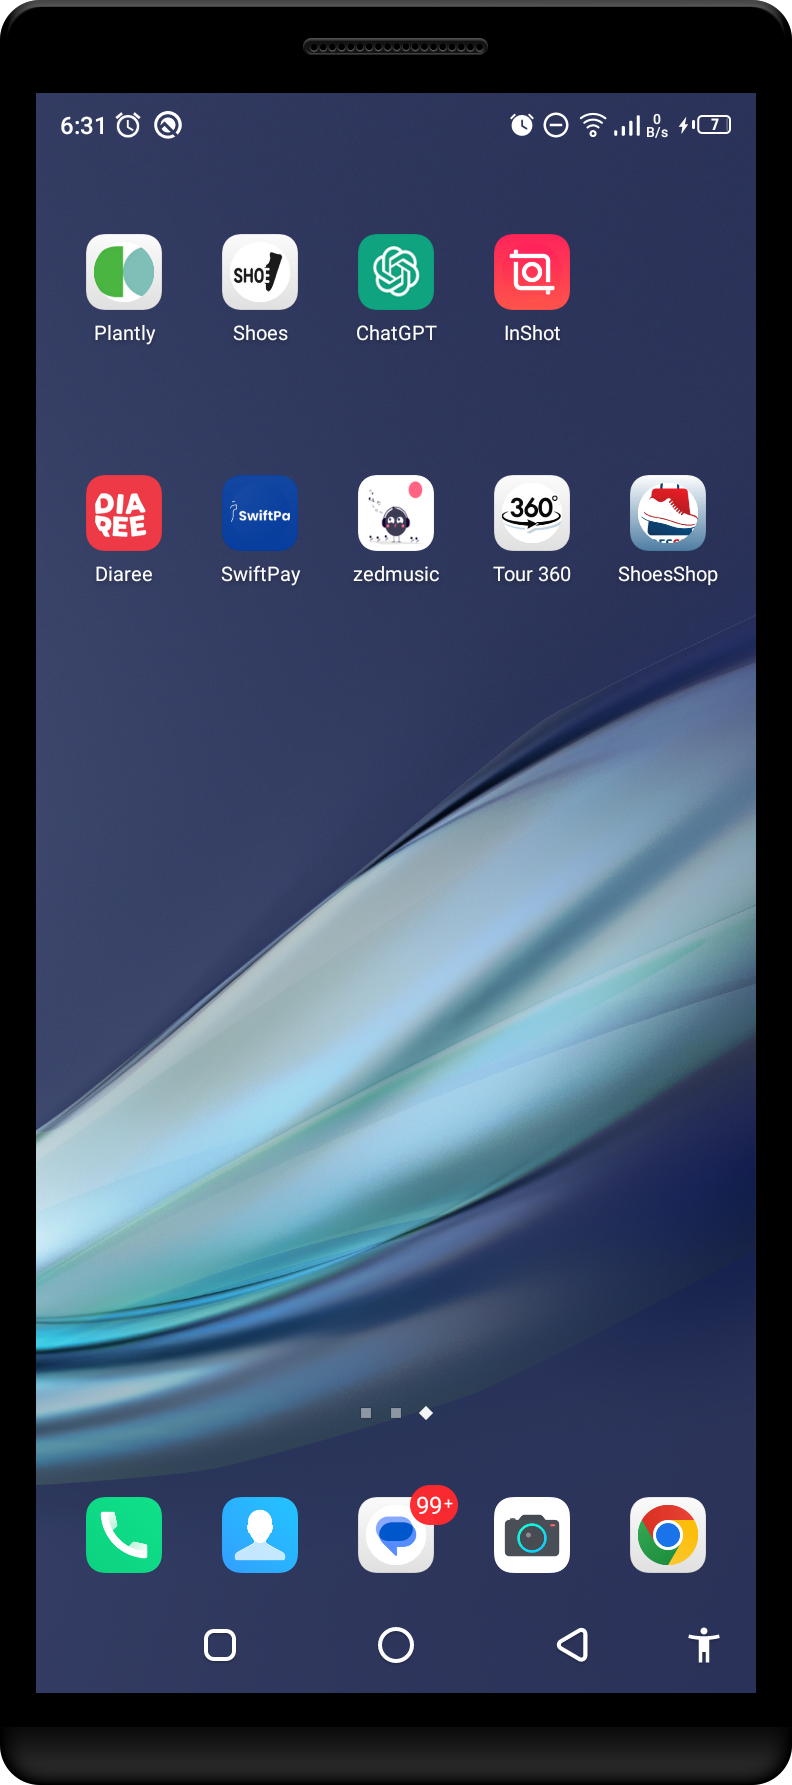 6:31
0
B/s
7
SHOE
Plantly
Shoes
ChatGPT
InShot
DIA
REE
SwiftPa
360°
Diaree
SwiftPay
zedmusic
Tour 360
ShoesShop
99+